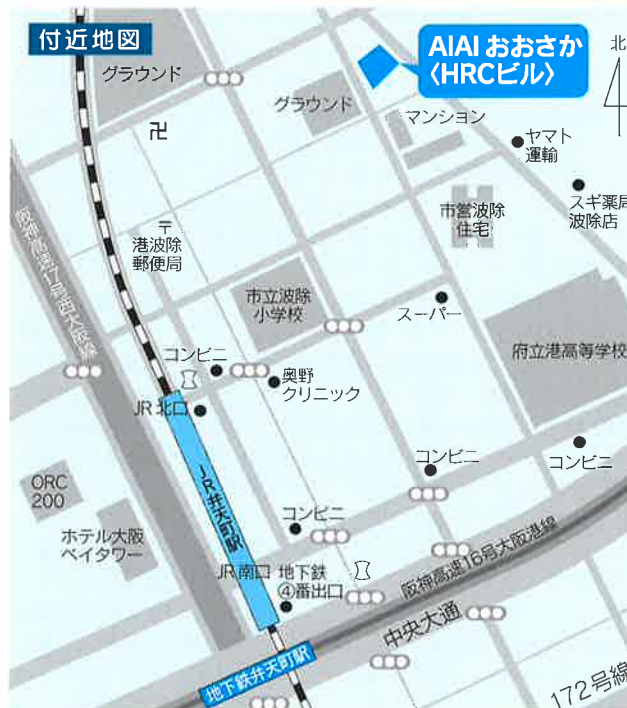 付近地図
AIAI おおさか
〈HRCビル〉
北
グラウンド
グラウンド
マンション
ヤマト
運輸
スギ薬局
波除店
市営波除
住宅
〒
港波除
郵便局
阪神高速17号西大阪線
市立波除
小学校
スーパー
府立港高等学校
コンビニ
奥野
クリニック
JR 北口
コンビニ
コンビニ
ORC
200
JR弁天町駅
コンビニ
ホテル大阪
ベイタワー
JR 南口
地下鉄
④番出口
阪神高速16号大阪港線
中央大通
地下鉄弁天町駅
172号線